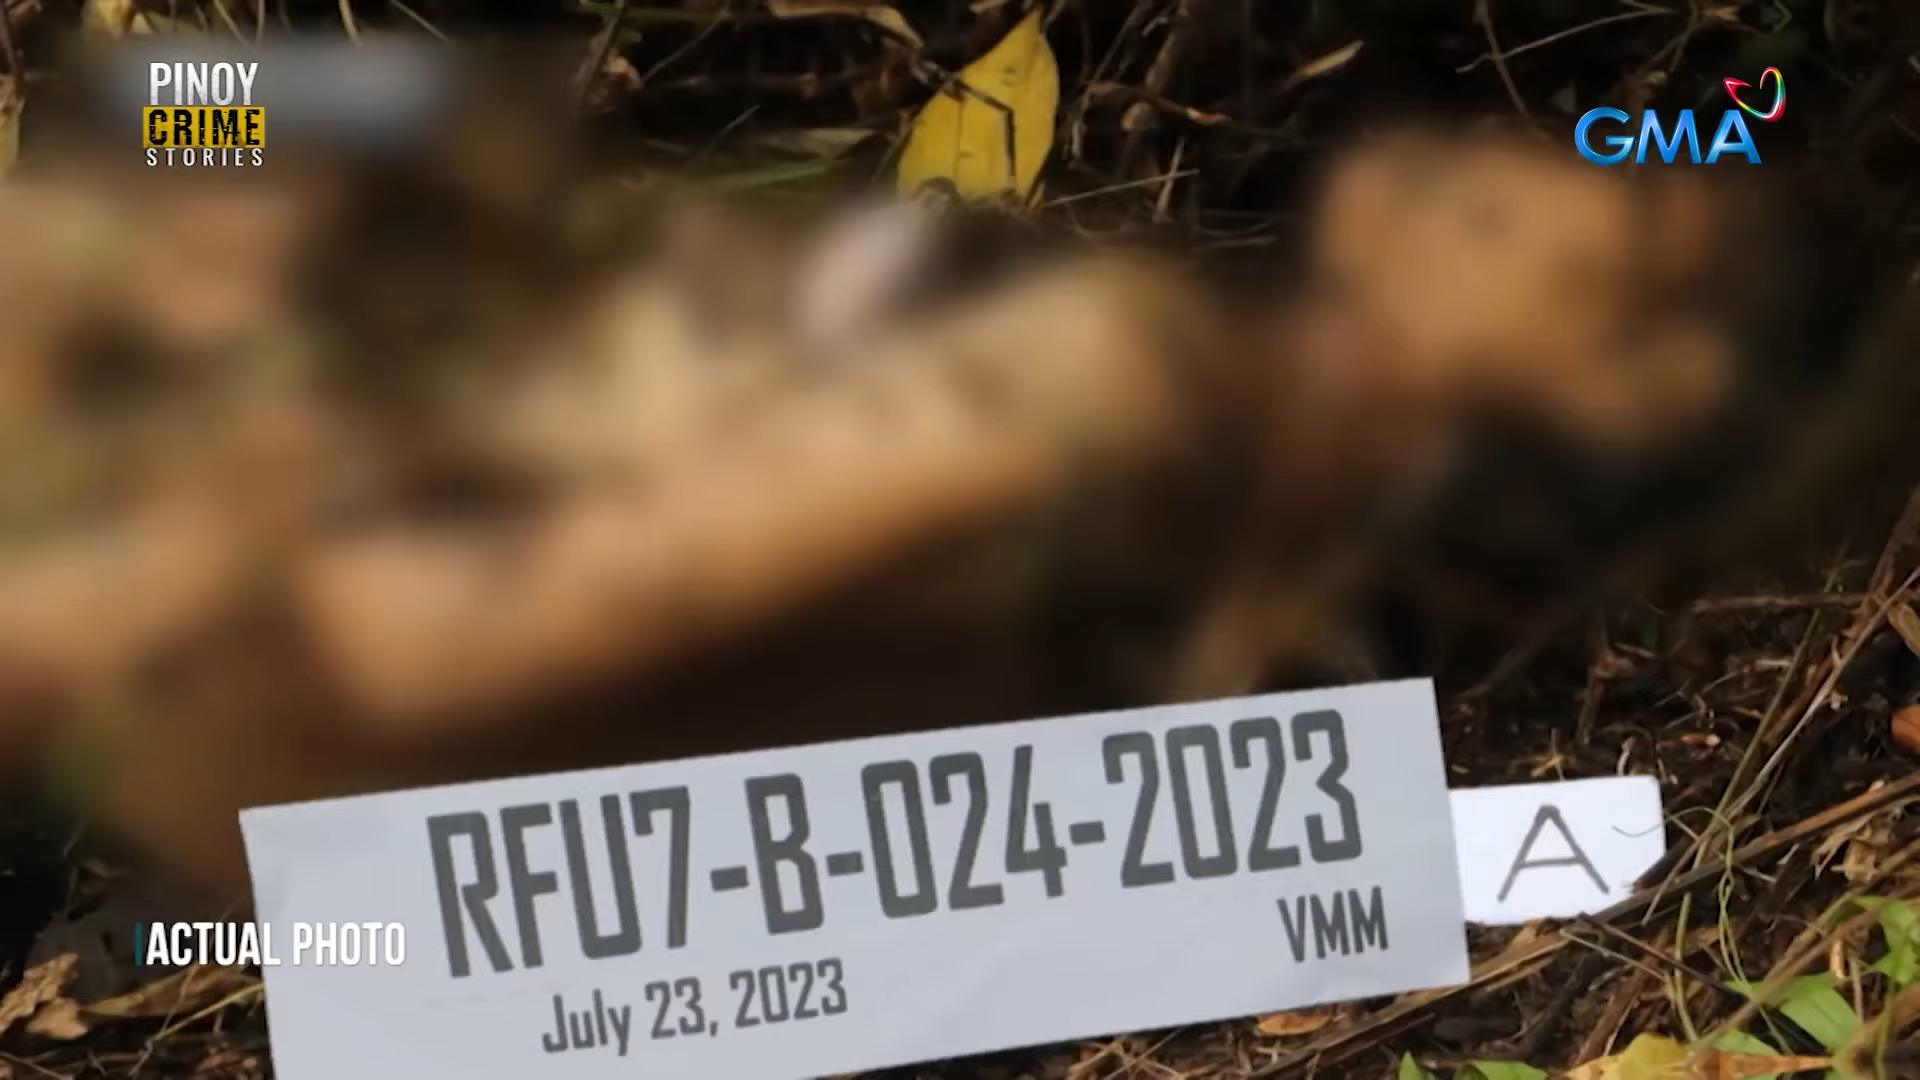 PINOY
CRIME
STORIES
GMA
RFU7-B-024-2023
VMM
July 23, 2023
A
ACTUAL PHOTO